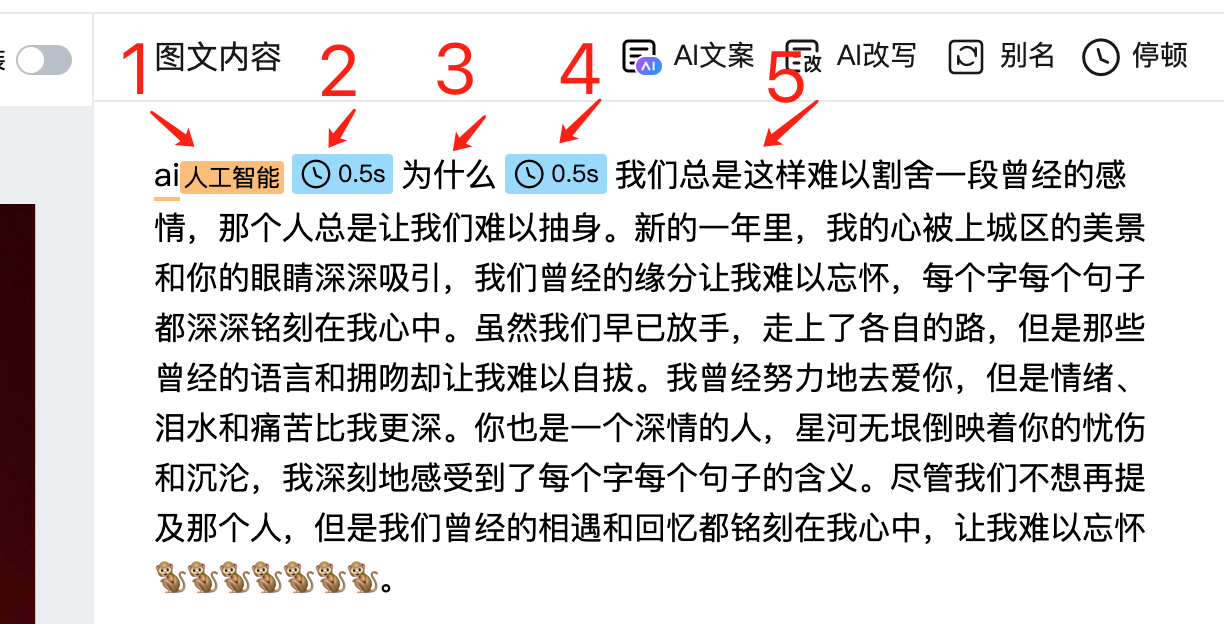 图文内容 AI文案 AI改写 别名 停顿
1 2 3 4 5
ai人工智能 0.5s 为什么 0.5s 我们总是这样难以割舍一段曾经的感
情，那个人总是让我们难以抽身。新的一年里，我的心被上城区的美景
和你的眼睛深深吸引，我们曾经的缘分让我难以忘怀，每个字每个句子
都深深铭刻在我心中。虽然我们早已放手，走上了各自的路，但是那些
曾经的语言和拥吻却让我难以自拔。我曾经努力地去爱你，但是情绪、
泪水和痛苦比我更深。你也是一个深情的人，星河无垠倒映着你的忧伤
和沉沦，我深刻地感受到了每个字每个句子的含义。尽管我们不想再提
及那个人，但是我们曾经的相遇和回忆都铭刻在我心中，让我难以忘怀
🐒🐒🐒🐒🐒🐒🐒。